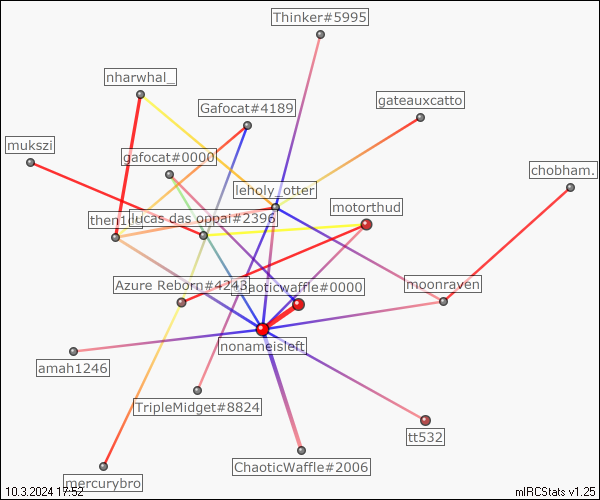 Thinker#5995
nharwhal_
Gafocat#4189
gateauxcatto
mukszi
gafocat#0000
chobham.
leholy_otter
motorthud
lucas das oppai#2396
Azure Reborn#4243
chaoticwaffle#0000
moonraven
nonameisleft
amah1246
TripleMidget#8824
tt532
ChaoticWaffle#2006
mercurybro
10.3.2024 17:52
mIRCStats v1.25